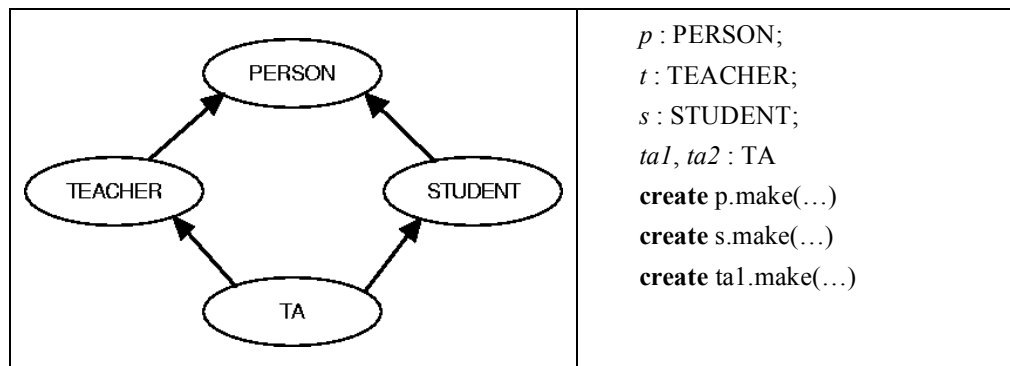 PERSON
TEACHER
STUDENT
TA
p : PERSON;
t : TEACHER;
s : STUDENT;
ta1, ta2 : TA
create p.make(…)
create s.make(…)
create ta1.make(…)